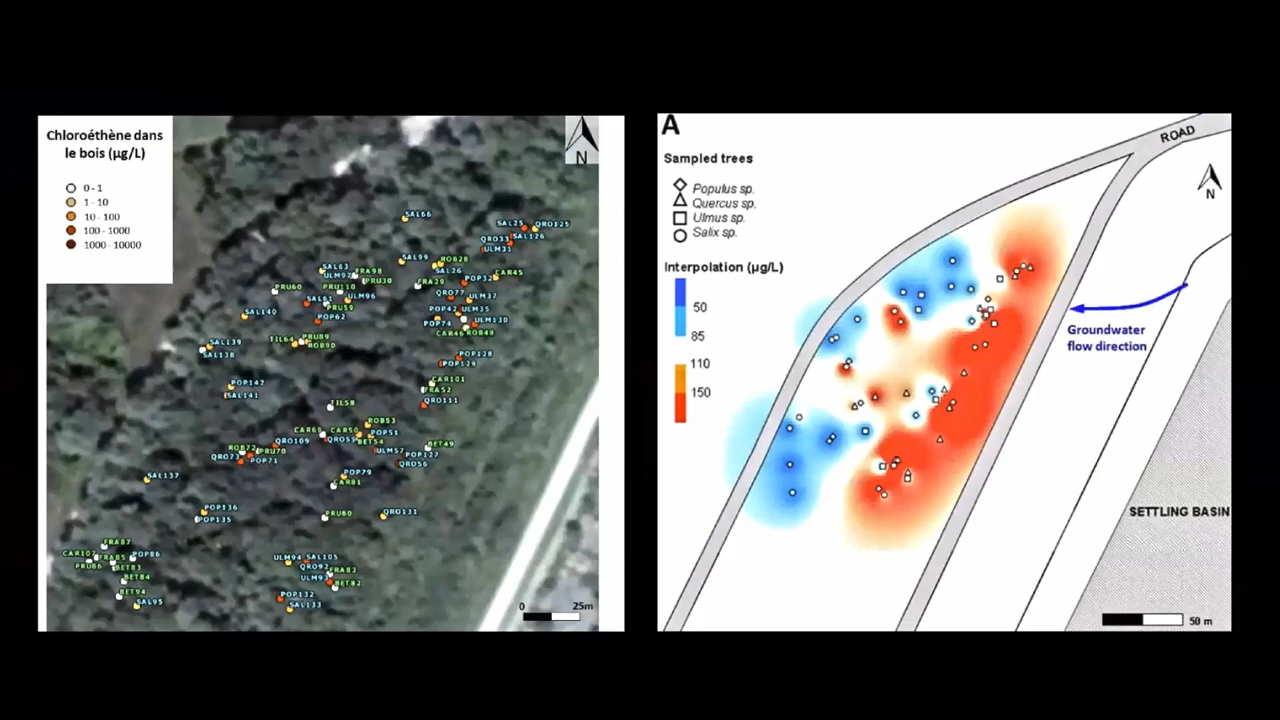 Chloroéthène dans
le bois (µg/L)
0 - 1
1 - 10
10 - 100
100 - 1000
1000 - 10000
N
SAL66
SAL25
QRO125
QRO33
SAL126
ULM31
SAL99
ROB28
SAL26
SAL63
FRA98
ULM97
PRU30
POP32
CAR45
FRA29
PRU60
PRU110
QRO77
ULM37
SAL61
ULM96
PRU59
SAL140
POP62
POP42
ULM35
POP74
ULM130
CAR46
ROB48
TIL64
PRU89
ROB90
SAL139
SAL138
POP128
POP129
POP142
SAL141
CAR101
FRA52
QRO111
TIL58
ROB53
CAR69
CAR50
POP51
QRO109
QRO55
BET54
BET49
ROB72
PRU70
ULM57
QRO73
POP71
POP127
QRO56
SAL137
POP79
CAR81
POP136
POP135
PRU80
QRO131
FRA87
CAR102
FRA85
POP86
PRU6
BET83
BET84
BET94
SAL95
ULM94
SAL105
QRO92
FRA83
ULM93
BET82
POP132
SAL133
0
25m
A
Sampled trees
Populus sp.
Quercus sp.
Ulmus sp.
Salix sp.
Interpolation (µg/L)
50
85
110
150
ROAD
N
Groundwater
flow direction
SETTLING BASIN
50 m